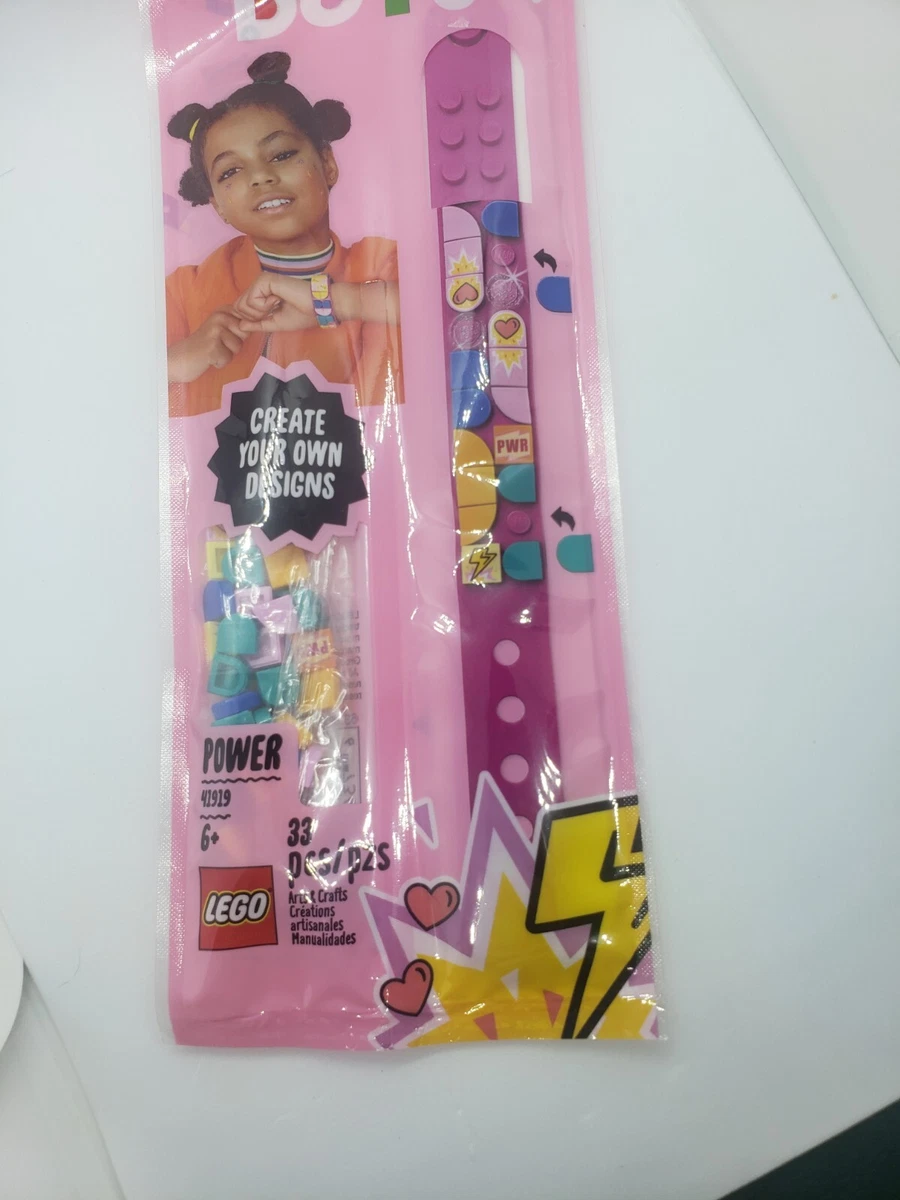 CREATE
YOUR OWN
DESIGNS
PWR
POWER
41919
6+
33
pcs/pzs
Arts & Crafts
Créations
artisanales
Manualidades
LEGO